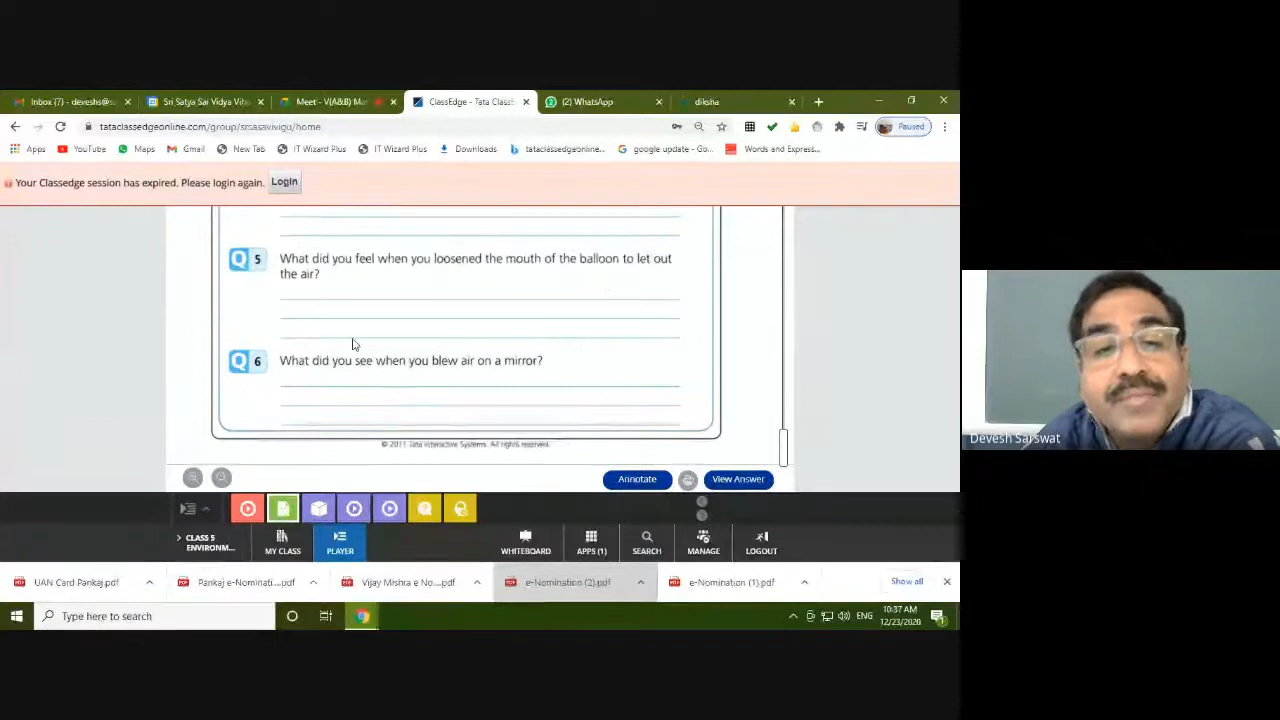 Inbox (7) - deveshs@s
Sri Satya Sai Vidya Viha
Meet - V(A&B) Ma
ClassEdge - Tata ClassE
(2) WhatsApp
diksha
tataclassedgeonline.com/group/srsasavivigu/home
Paused
Apps
YouTube
Maps
Gmail
New Tab
IT Wizard Plus
IT Wizard Plus
Downloads
tataclassedgeonline...
google update - Go...
Words and Express...
Your Classedge session has expired. Please login again.
Login
Q 5
What did you feel when you loosened the mouth of the balloon to let out
the air?
Q 6
What did you see when you blew air on a mirror?
© 2011 Tata Interactive Systems. All rights reserved.
Devesh Sarswat
Annotate
View Answer
CLASS 5
ENVIRONM...
MY CLASS
PLAYER
WHITEBOARD
APPS (1)
SEARCH
MANAGE
LOGOUT
UAN Card Pankaj.pdf
Pankaj e-Nominati....pdf
Vijay Mishra e No....pdf
e-Nomination (2).pdf
e-Nomination (1).pdf
Show all
Type here to search
ENG
10:37 AM
12/23/2020